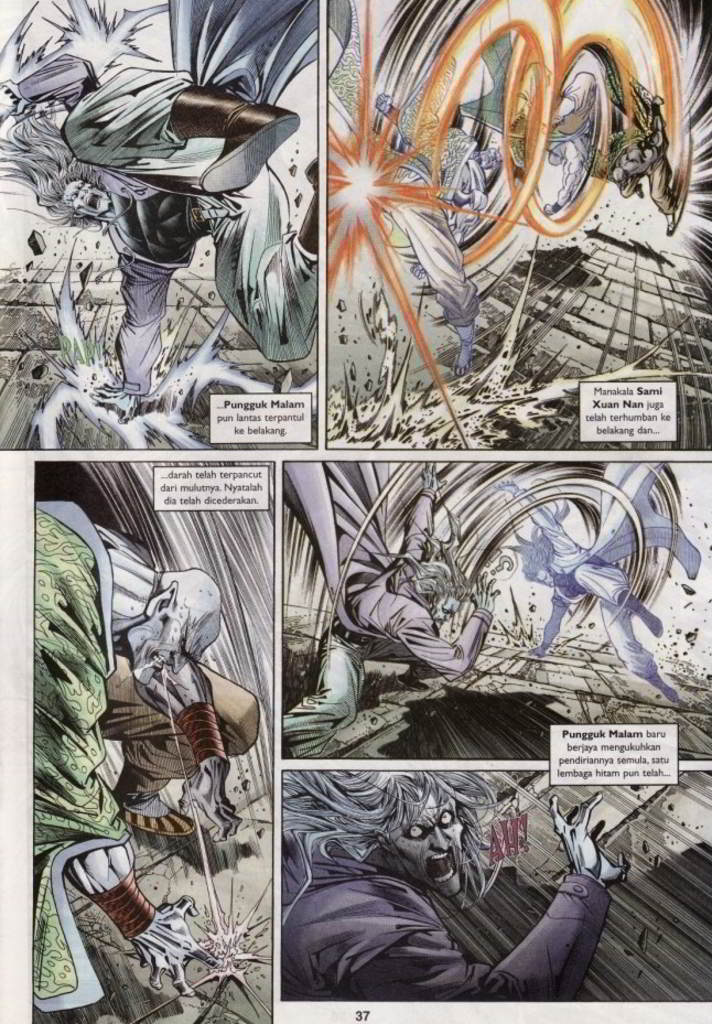 PAM!
...Pungguk Malam
pun lantas terpantul
ke belakang.
Manakala Sami
Xuan Nan juga
telah terhumban ke
belakang dan...
...darah telah terpancut
dari mulutnya. Nyatalah
dia telah dicederakan.
?
Pungguk Malam baru
berjaya mengukuhkan
pendiriannya semula, satu
lembaga hitam pun telah...
AH!
37